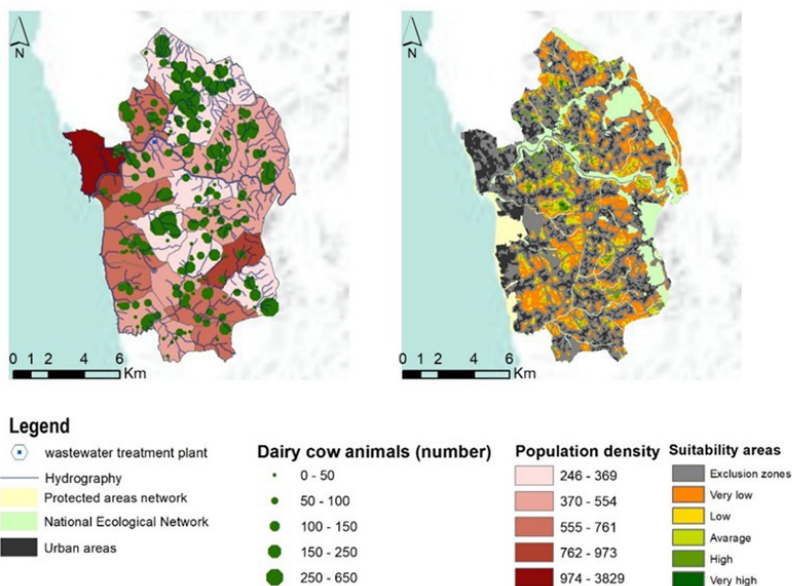 N
N
0 1 2 4 6
Km
0 1 2 4 6
Km
Legend
wastewater treatment plant
Hydrography
Protected areas network
National Ecological Network
Urban areas
Dairy cow animals (number)
0 - 50
50 - 100
100 - 150
150 - 250
250 - 650
Population density
246 - 369
370 - 554
555 - 761
762 - 973
974 - 3829
Suitability areas
Exclusion zones
Very low
Low
Avarage
High
Very high